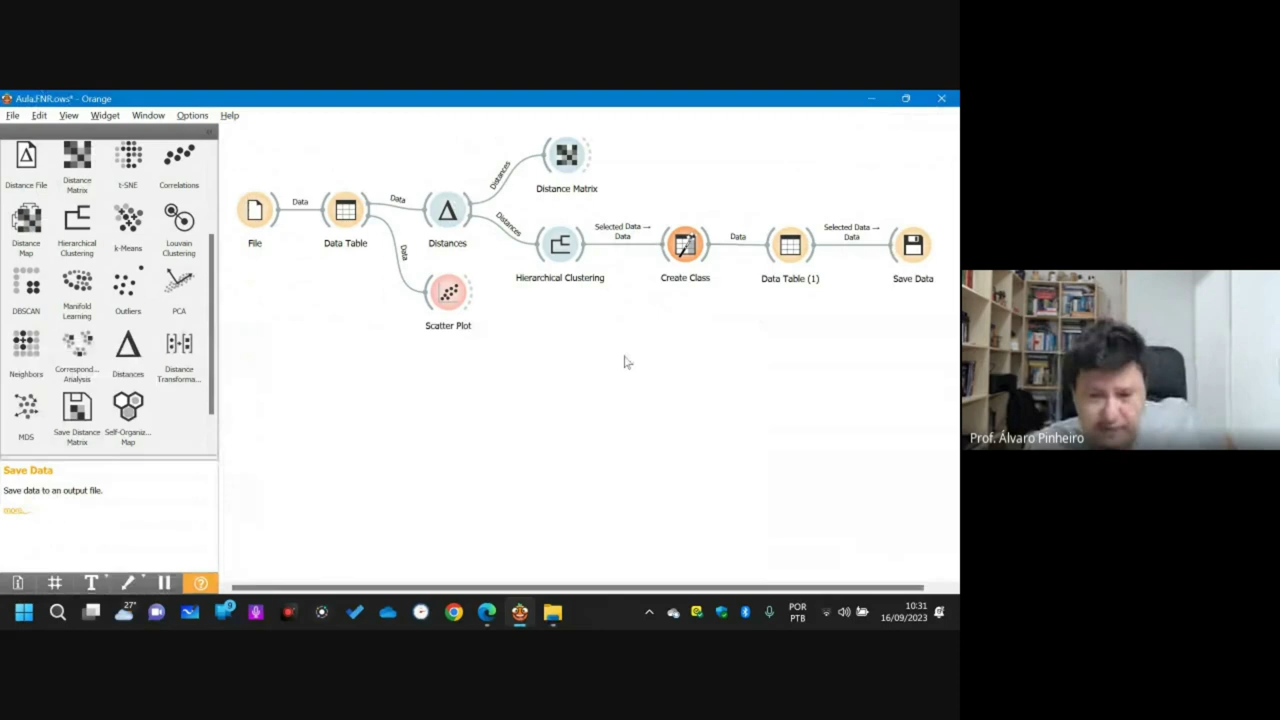 Aula.FNR.ows* - Orange
File Edit View Widget Window Options Help
Distance File
Distance Matrix
t-SNE
Correlations
Distance Map
Hierarchical Clustering
k-Means
Louvain Clustering
DBSCAN
Manifold Learning
Outliers
PCA
Neighbors
Correspond... Analysis
Distances
Distance Transforma...
MDS
Save Distance Matrix
Self-Organiz... Map
Save Data
Save data to an output file.
more...
File
Data
Data Table
Data
Data
Distances
Distances
Distances
Distance Matrix
Scatter Plot
Hierarchical Clustering
Selected Data → Data
Create Class
Data
Data Table (1)
Selected Data → Data
Save Data
Prof. Álvaro Pinheiro
27°
POR
PTB
10:31
16/09/2023